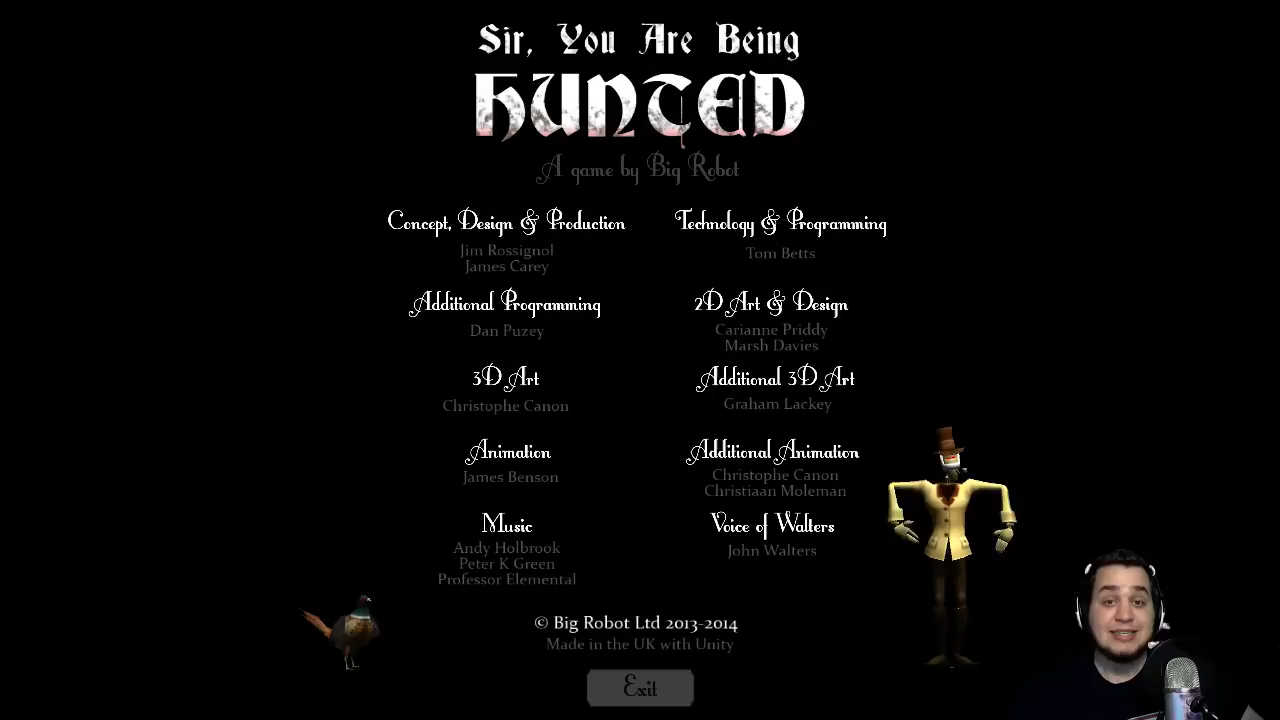 Sir, You Are Being
HUNTED
A game by Big Robot
Concept, Design & Production
Jim Rossignol
James Carey
Technology & Programming
Tom Betts
Additional Programming
Dan Puzey
2D Art & Design
Carianne Priddy
Marsh Davies
3D Art
Christophe Canon
Additional 3D Art
Graham Lackey
Animation
James Benson
Additional Animation
Christophe Canon
Christiaan Moleman
Music
Andy Holbrook
Peter K Green
Professor Elemental
Voice of Walters
John Walters
© Big Robot Ltd 2013-2014
Made in the UK with Unity
Exit